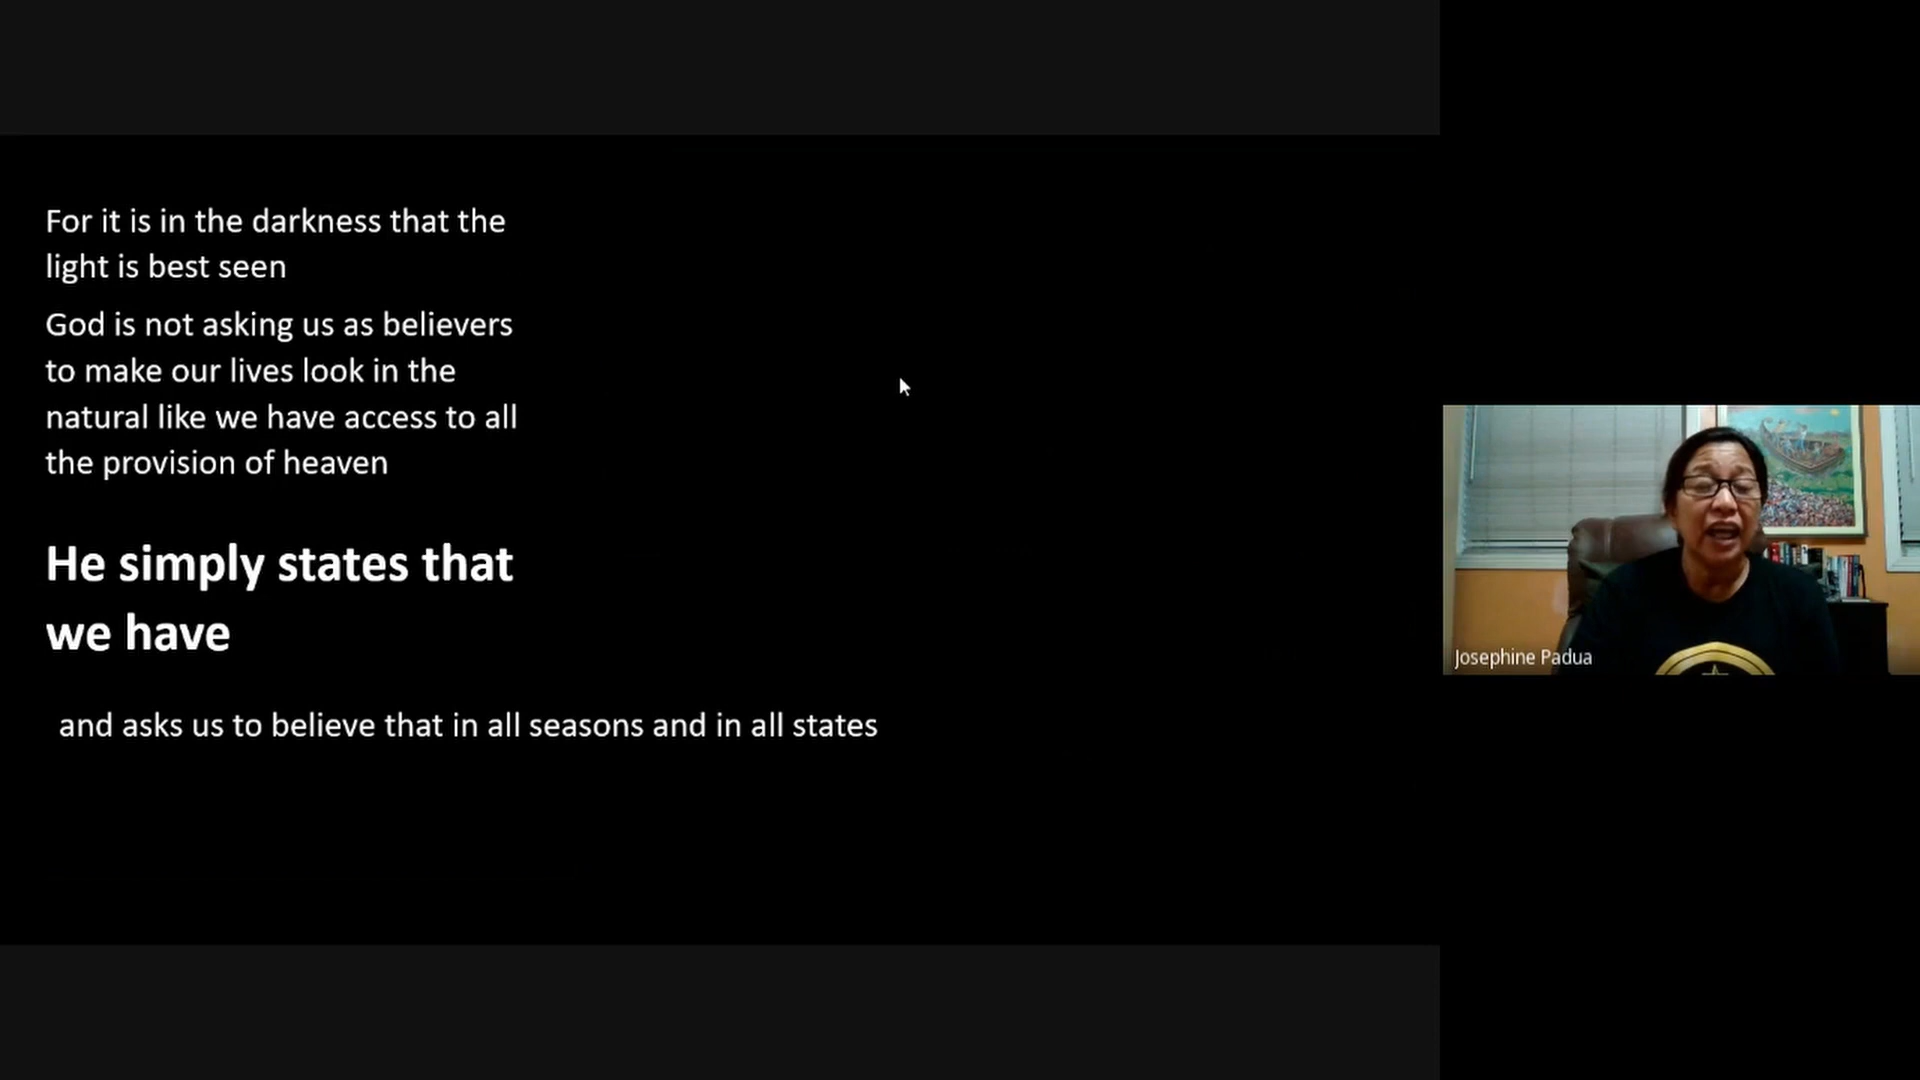 For it is in the darkness that the
light is best seen
God is not asking us as believers
to make our lives look in the
natural like we have access to all
the provision of heaven
He simply states that
we have
and asks us to believe that in all seasons and in all states
Josephine Padua